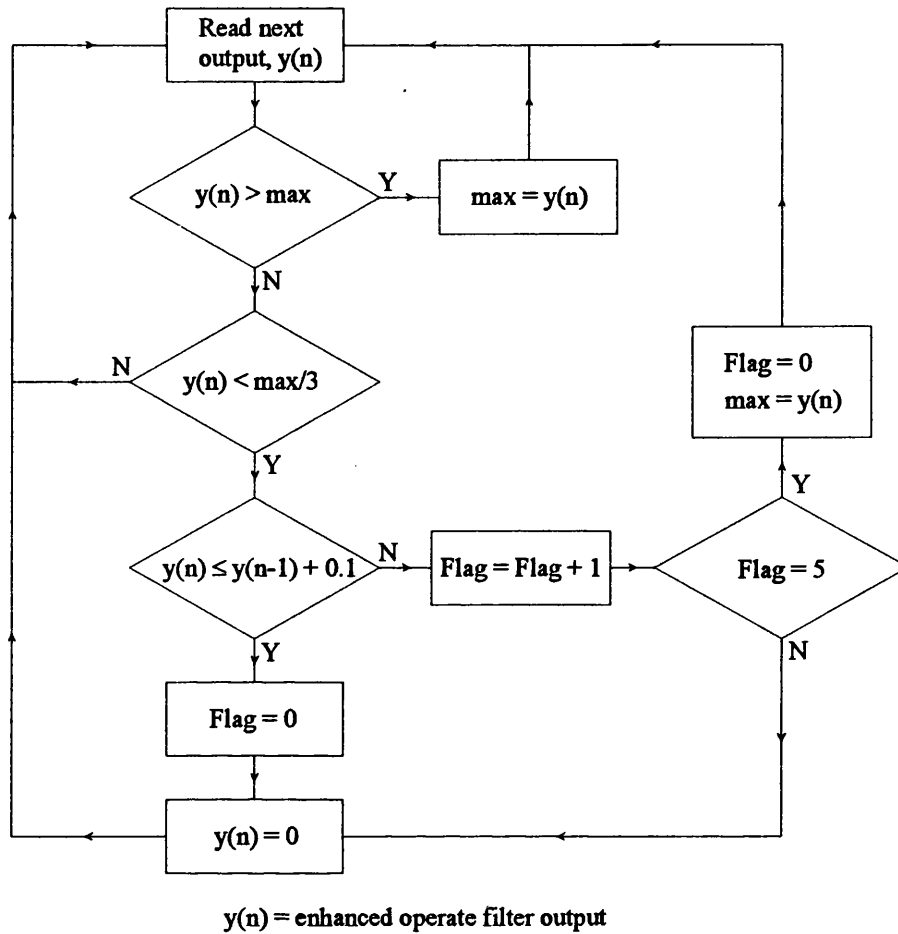 Read next
output, y(n)
y(n) > max
Y
max = y(n)
N
y(n) < max/3
N
Y
Flag = 0
max = y(n)
Y
y(n) ≤ y(n-1) + 0.1
N
Flag = Flag + 1
Flag = 5
N
Y
Flag = 0
y(n) = 0
y(n) = enhanced operate filter output